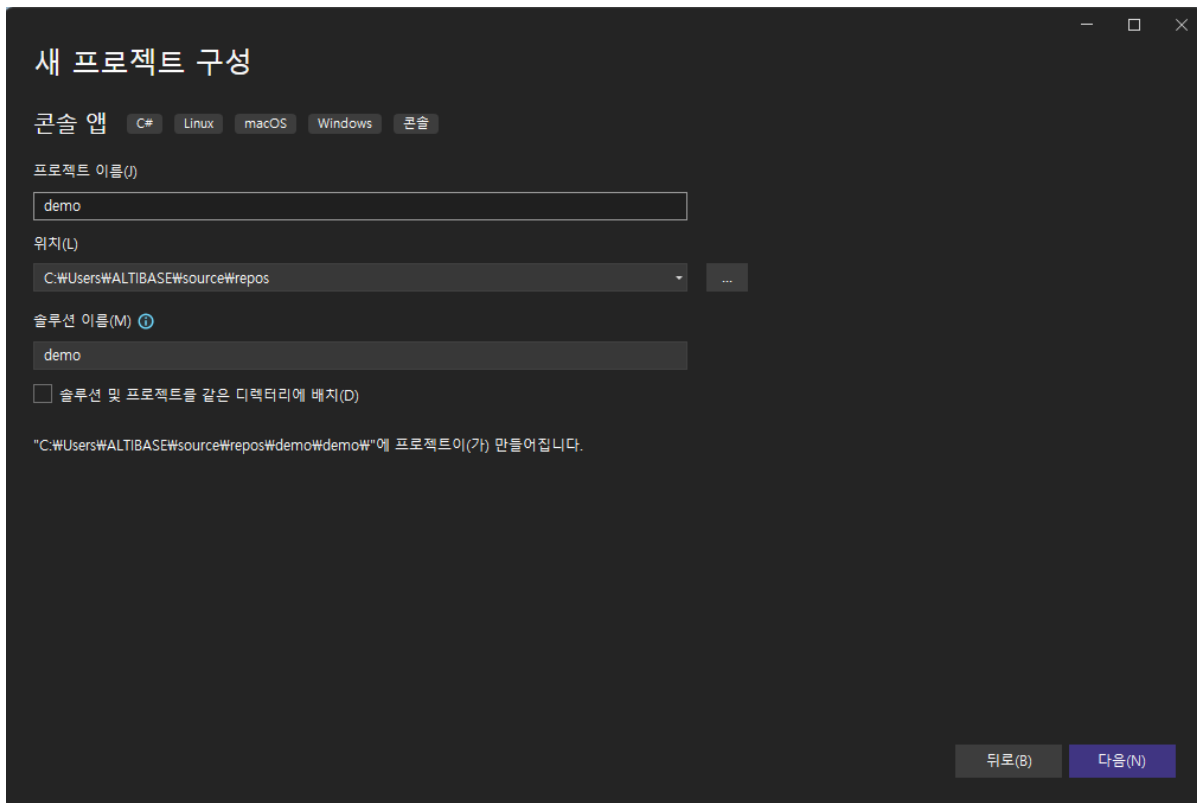 새 프로젝트 구성
콘솔 앱 C# Linux macOS Windows 콘솔
프로젝트 이름(J)
demo
위치(L)
C:₩Users₩ALTIBASE₩source₩repos
...
솔루션 이름(M)
demo
솔루션 및 프로젝트를 같은 디렉터리에 배치(D)
"C:₩Users₩ALTIBASE₩source₩repos₩demo₩demo₩"에 프로젝트이(가) 만들어집니다.
뒤로(B) 다음(N)